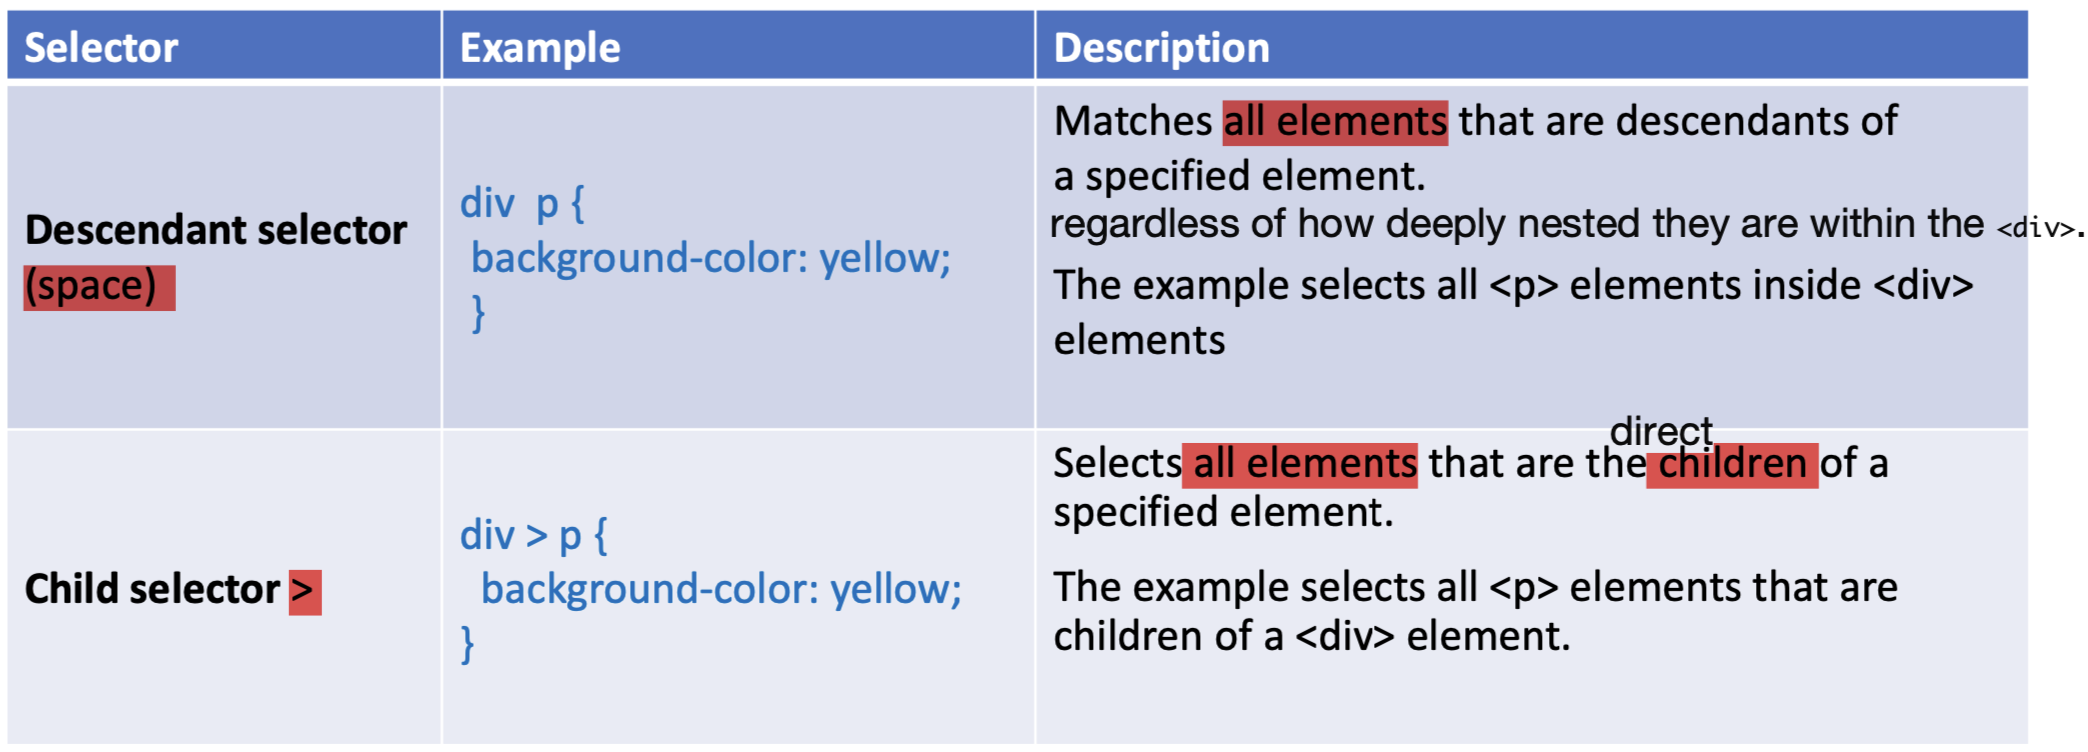 Selector
Example
Description
Descendant selector
(space)
div  p {
background-color: yellow;
}
Matches all elements that are descendants of
a specified element.
regardless of how deeply nested they are within the <div>.
The example selects all <p> elements inside <div>
elements
Child selector >
div > p {
background-color: yellow;
}
direct
Selects all elements that are the children of a
specified element.
The example selects all <p> elements that are
children of a <div> element.